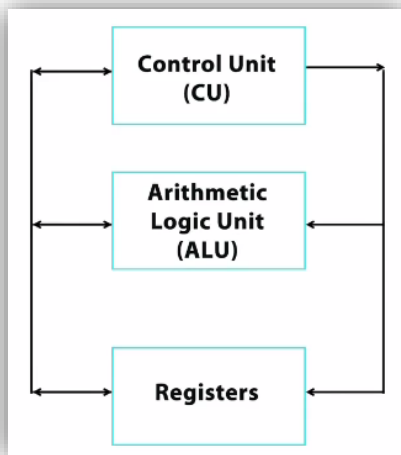 Control Unit
(CU)
Arithmetic
Logic Unit
(ALU)
Registers